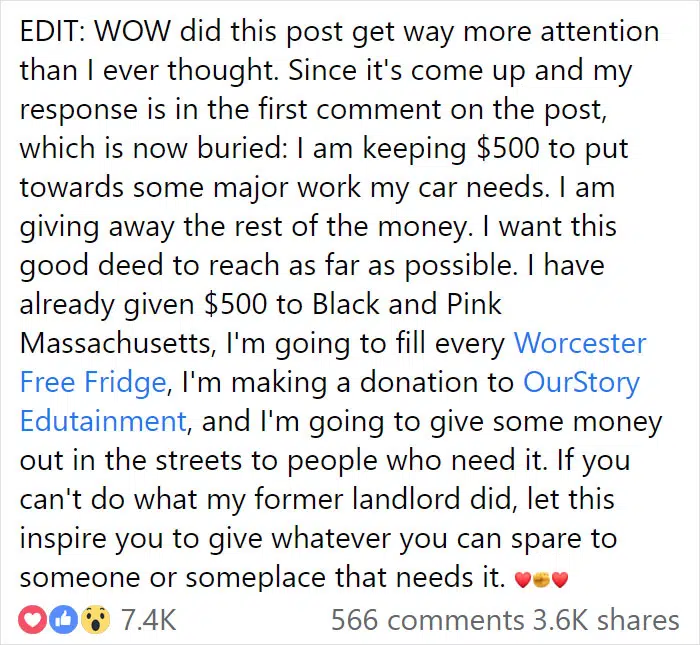 EDIT: WOW did this post get way more attention
than I ever thought. Since it's come up and my
response is in the first comment on the post,
which is now buried: I am keeping $500 to put
towards some major work my car needs. I am
giving away the rest of the money. I want this
good deed to reach as far as possible. I have
already given $500 to Black and Pink
Massachusetts, I'm going to fill every Worcester
Free Fridge, I'm making a donation to OurStory
Edutainment, and I'm going to give some money
out in the streets to people who need it. If you
can't do what my former landlord did, let this
inspire you to give whatever you can spare to
someone or someplace that needs it. ♥️✊♥️
7.4K 566 comments 3.6K shares